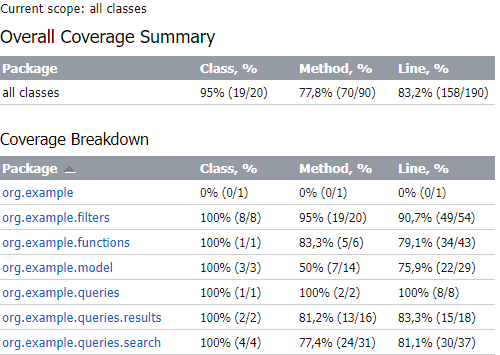 Current scope: all classes
Overall Coverage Summary
Package Class, % Method, % Line, %
all classes 95% (19/20) 77,8% (70/90) 83,2% (158/190)
Coverage Breakdown
Package Class, % Method, % Line, %
org.example 0% (0/1) 0% (0/1) 0% (0/1)
org.example.filters 100% (8/8) 95% (19/20) 90,7% (49/54)
org.example.functions 100% (1/1) 83,3% (5/6) 79,1% (34/43)
org.example.model 100% (3/3) 50% (7/14) 75,9% (22/29)
org.example.queries 100% (1/1) 100% (2/2) 100% (8/8)
org.example.queries.results 100% (2/2) 81,2% (13/16) 83,3% (15/18)
org.example.queries.search 100% (4/4) 77,4% (24/31) 81,1% (30/37)